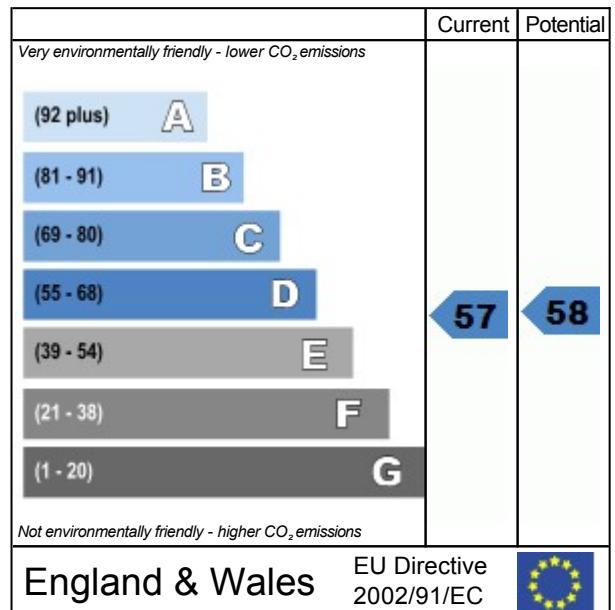 Current Potential
Very environmentally friendly - lower CO₂ emissions
(92 plus) A
(81 - 91) B
(69 - 80) C
(55 - 68) D
57 58
(39 - 54) E
(21 - 38) F
(1 - 20) G
Not environmentally friendly - higher CO₂ emissions
England & Wales
EU Directive
2002/91/EC